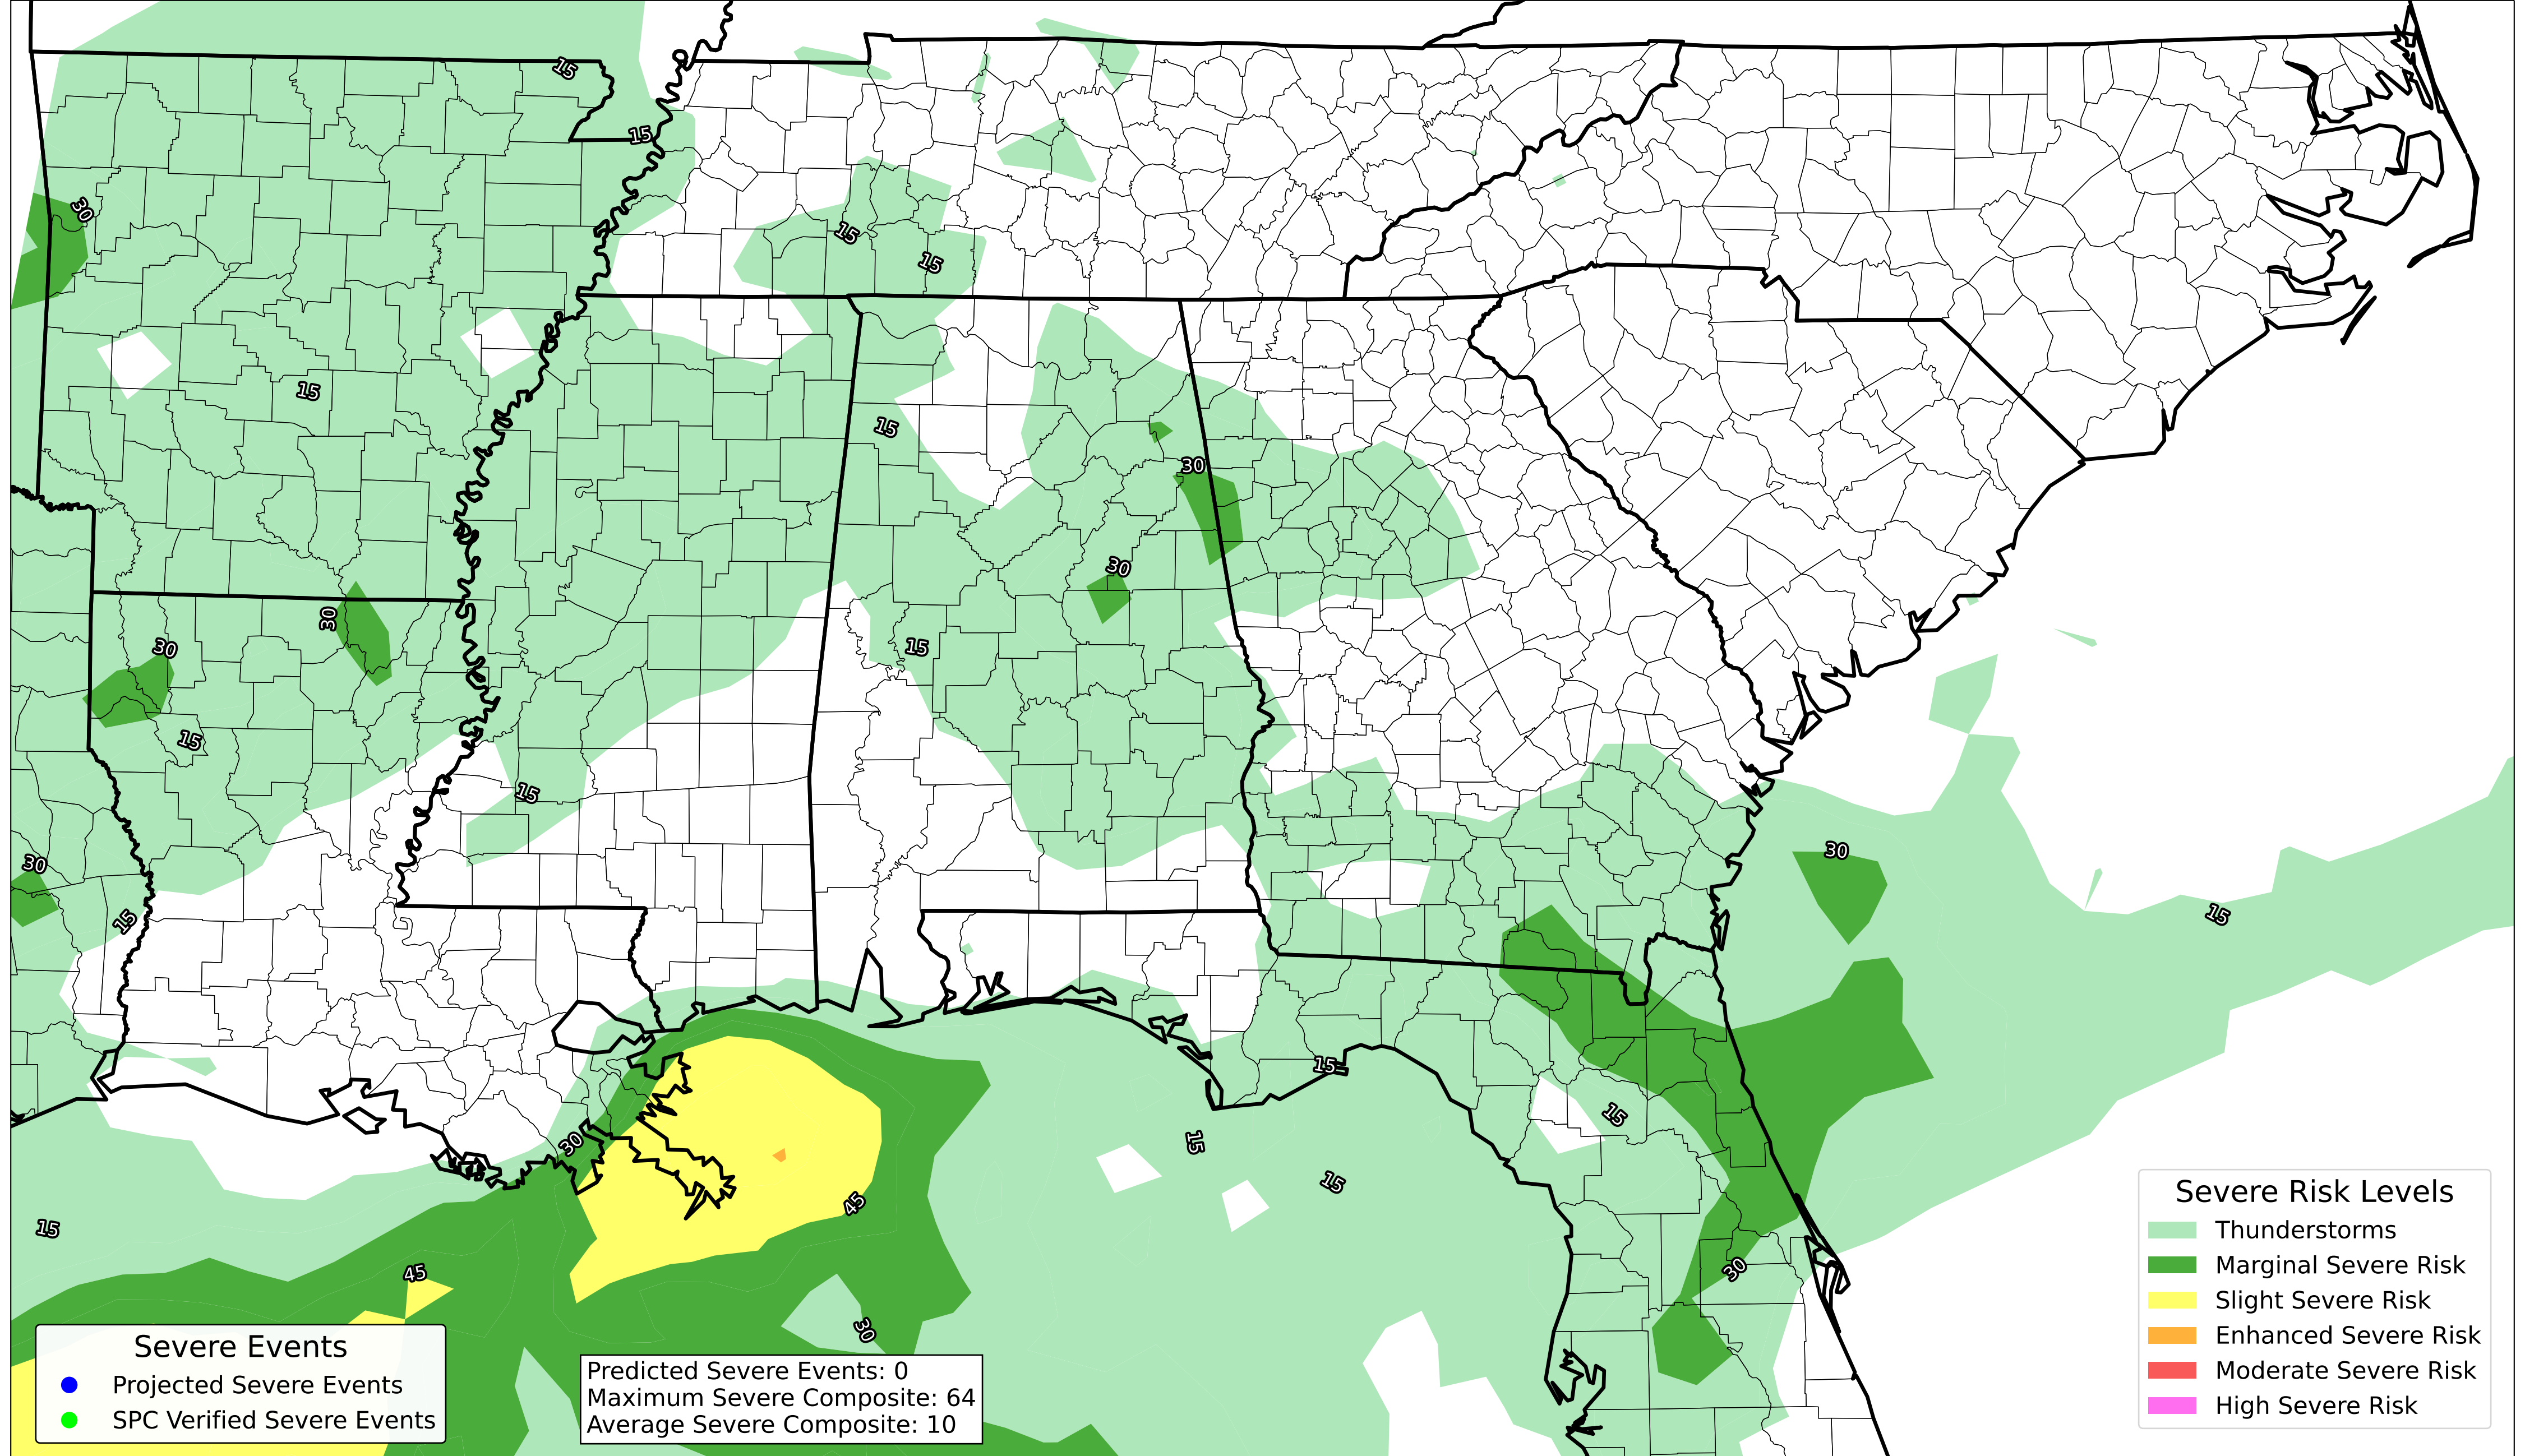 15
15
30
15
15
15
15
30
30
30
30
15
15
15
30
30
15
15
15
15
30
15
15
15
30
15
45
15
30
45
30
Severe Risk Levels
Thunderstorms
Marginal Severe Risk
Slight Severe Risk
Enhanced Severe Risk
Moderate Severe Risk
High Severe Risk
Severe Events
Projected Severe Events
SPC Verified Severe Events
Predicted Severe Events: 0
Maximum Severe Composite: 64
Average Severe Composite: 10